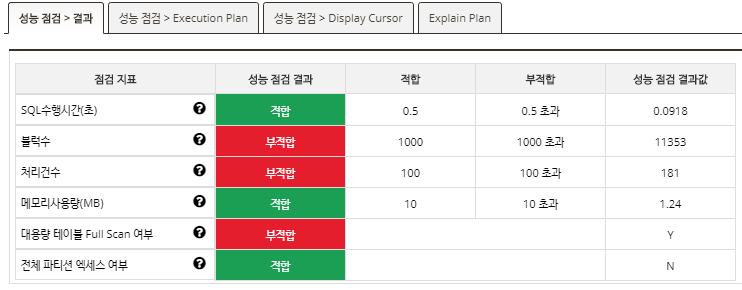 성능 점검 > 결과 성능 점검 > Execution Plan 성능 점검 > Display Cursor Explain Plan
점검 지표 성능 점검 결과 적합 부적합 성능 점검 결과값
SQL수행시간(초) ? 적합 0.5 0.5 초과 0.0918
블럭수 ? 부적합 1000 1000 초과 11353
처리건수 ? 부적합 100 100 초과 181
메모리사용량(MB) ? 적합 10 10 초과 1.24
대용량 테이블 Full Scan 여부 ? 부적합 Y
전체 파티션 엑세스 여부 ? 적합 N